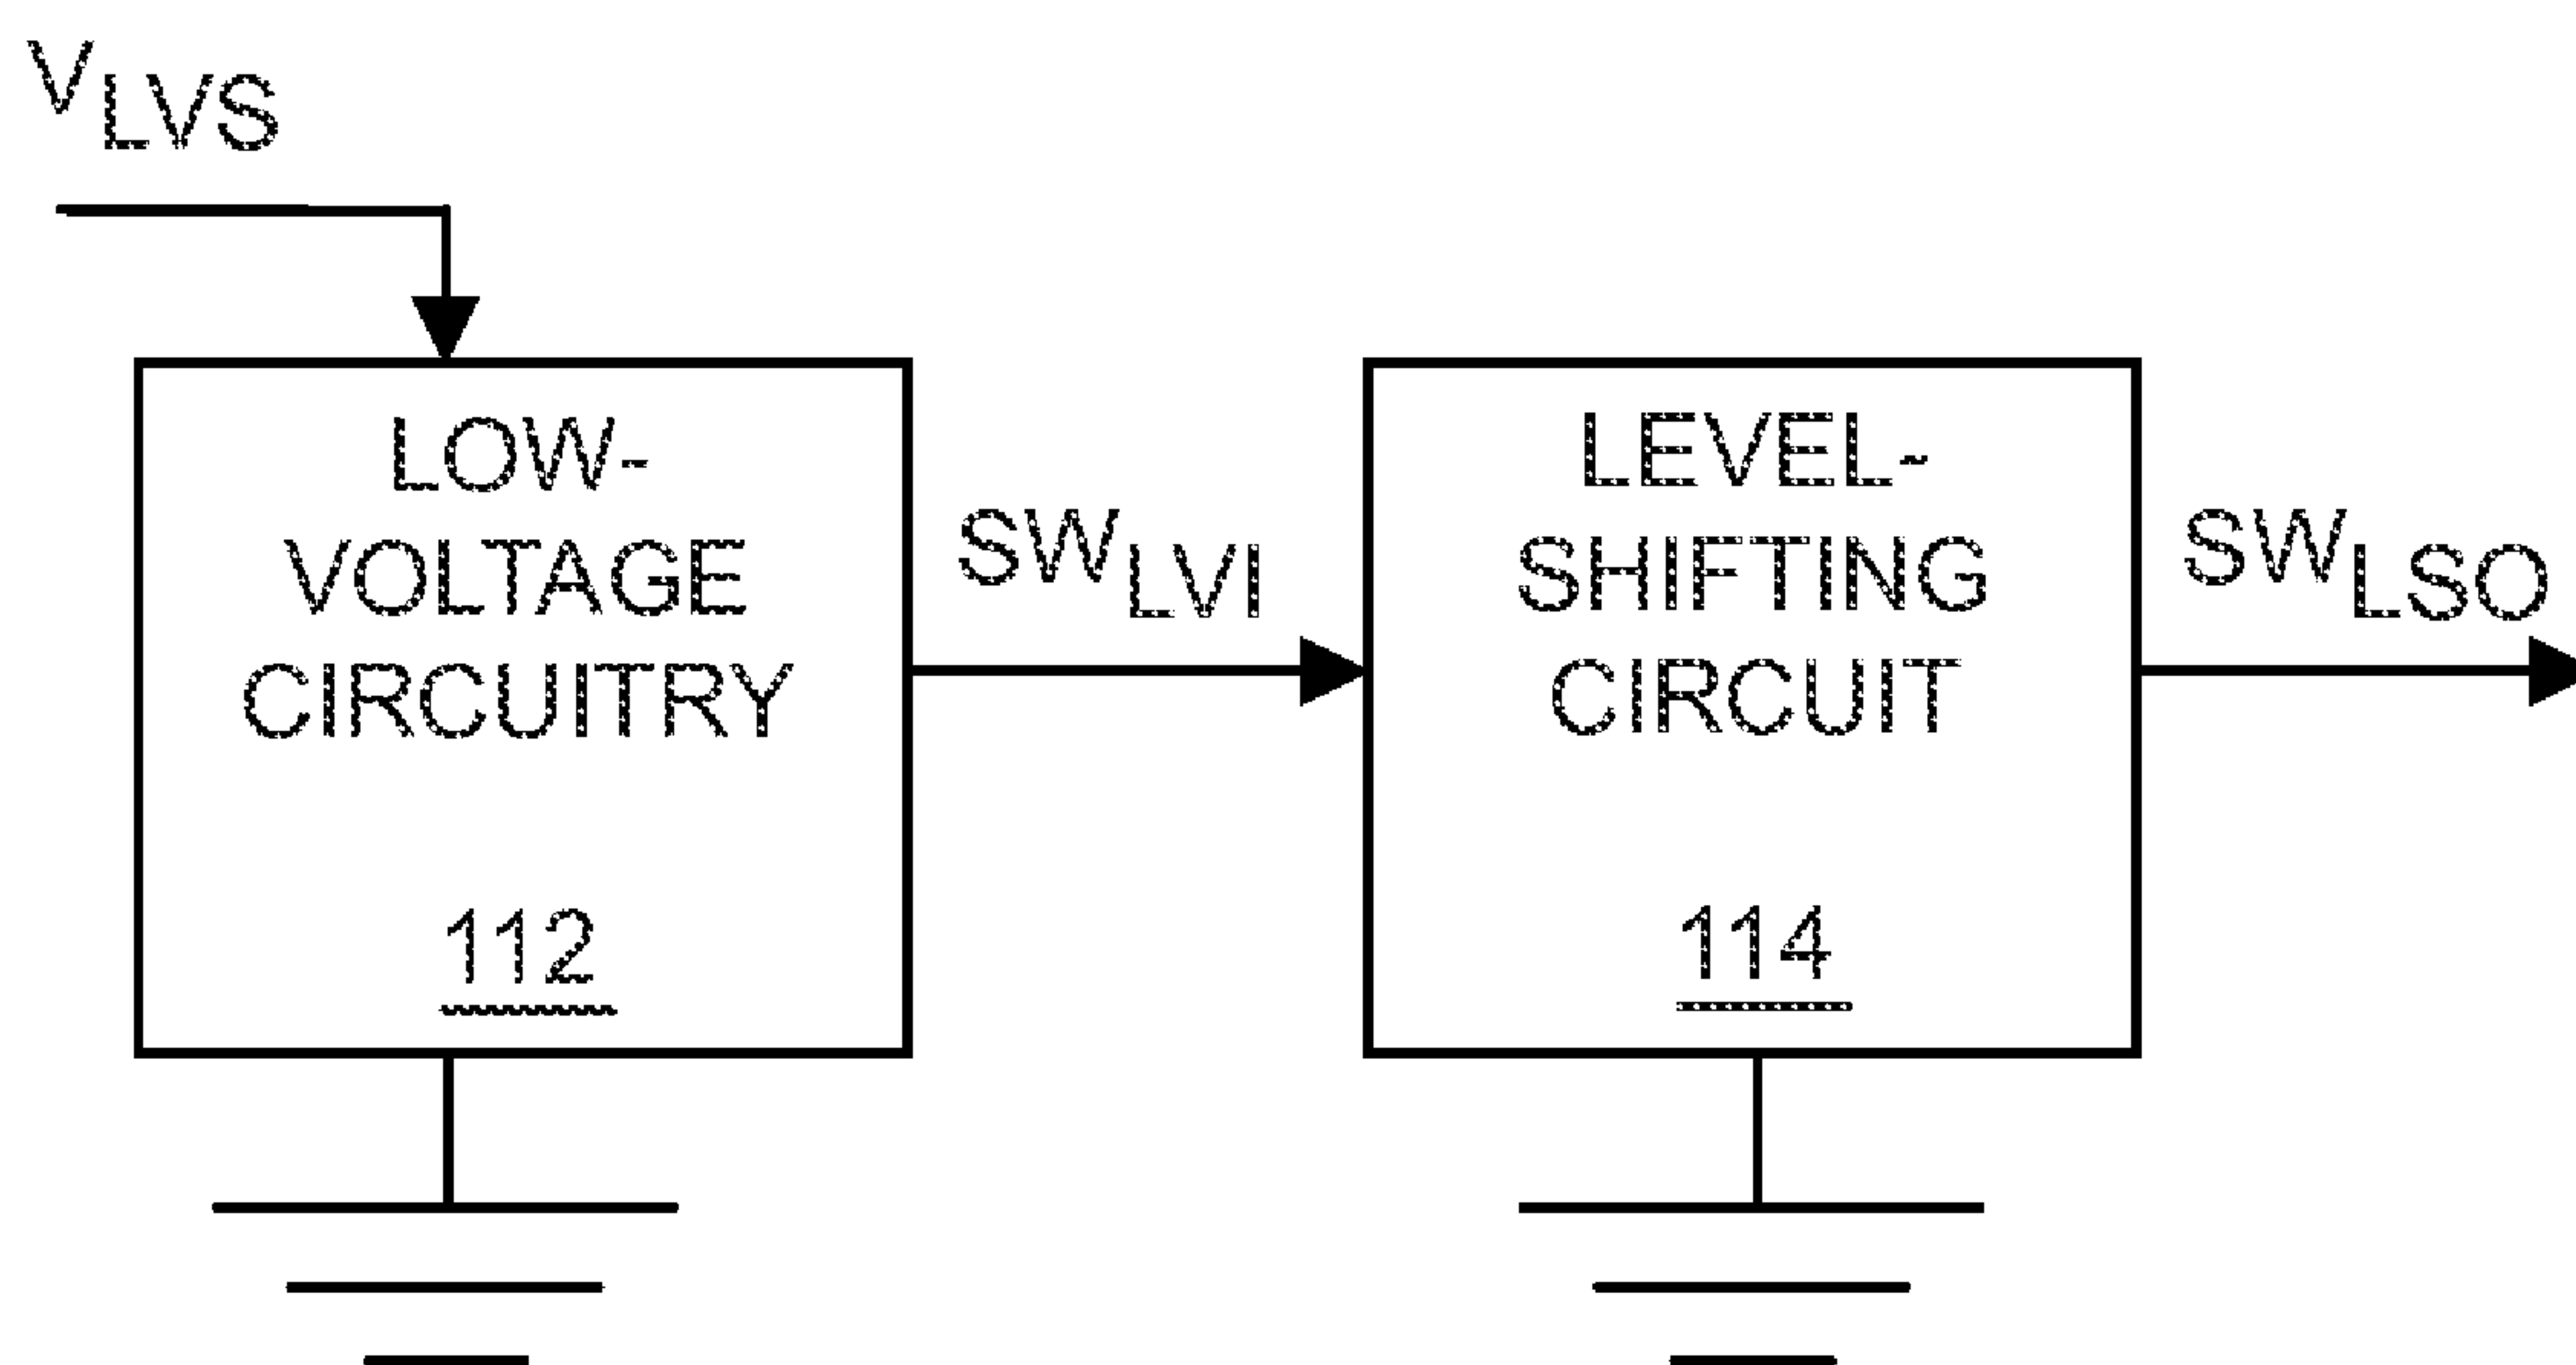 VLVS
LOW-
VOLTAGE
CIRCUITRY
112
SWLVI
LEVEL-
SHIFTING
CIRCUIT
114
SWLSO